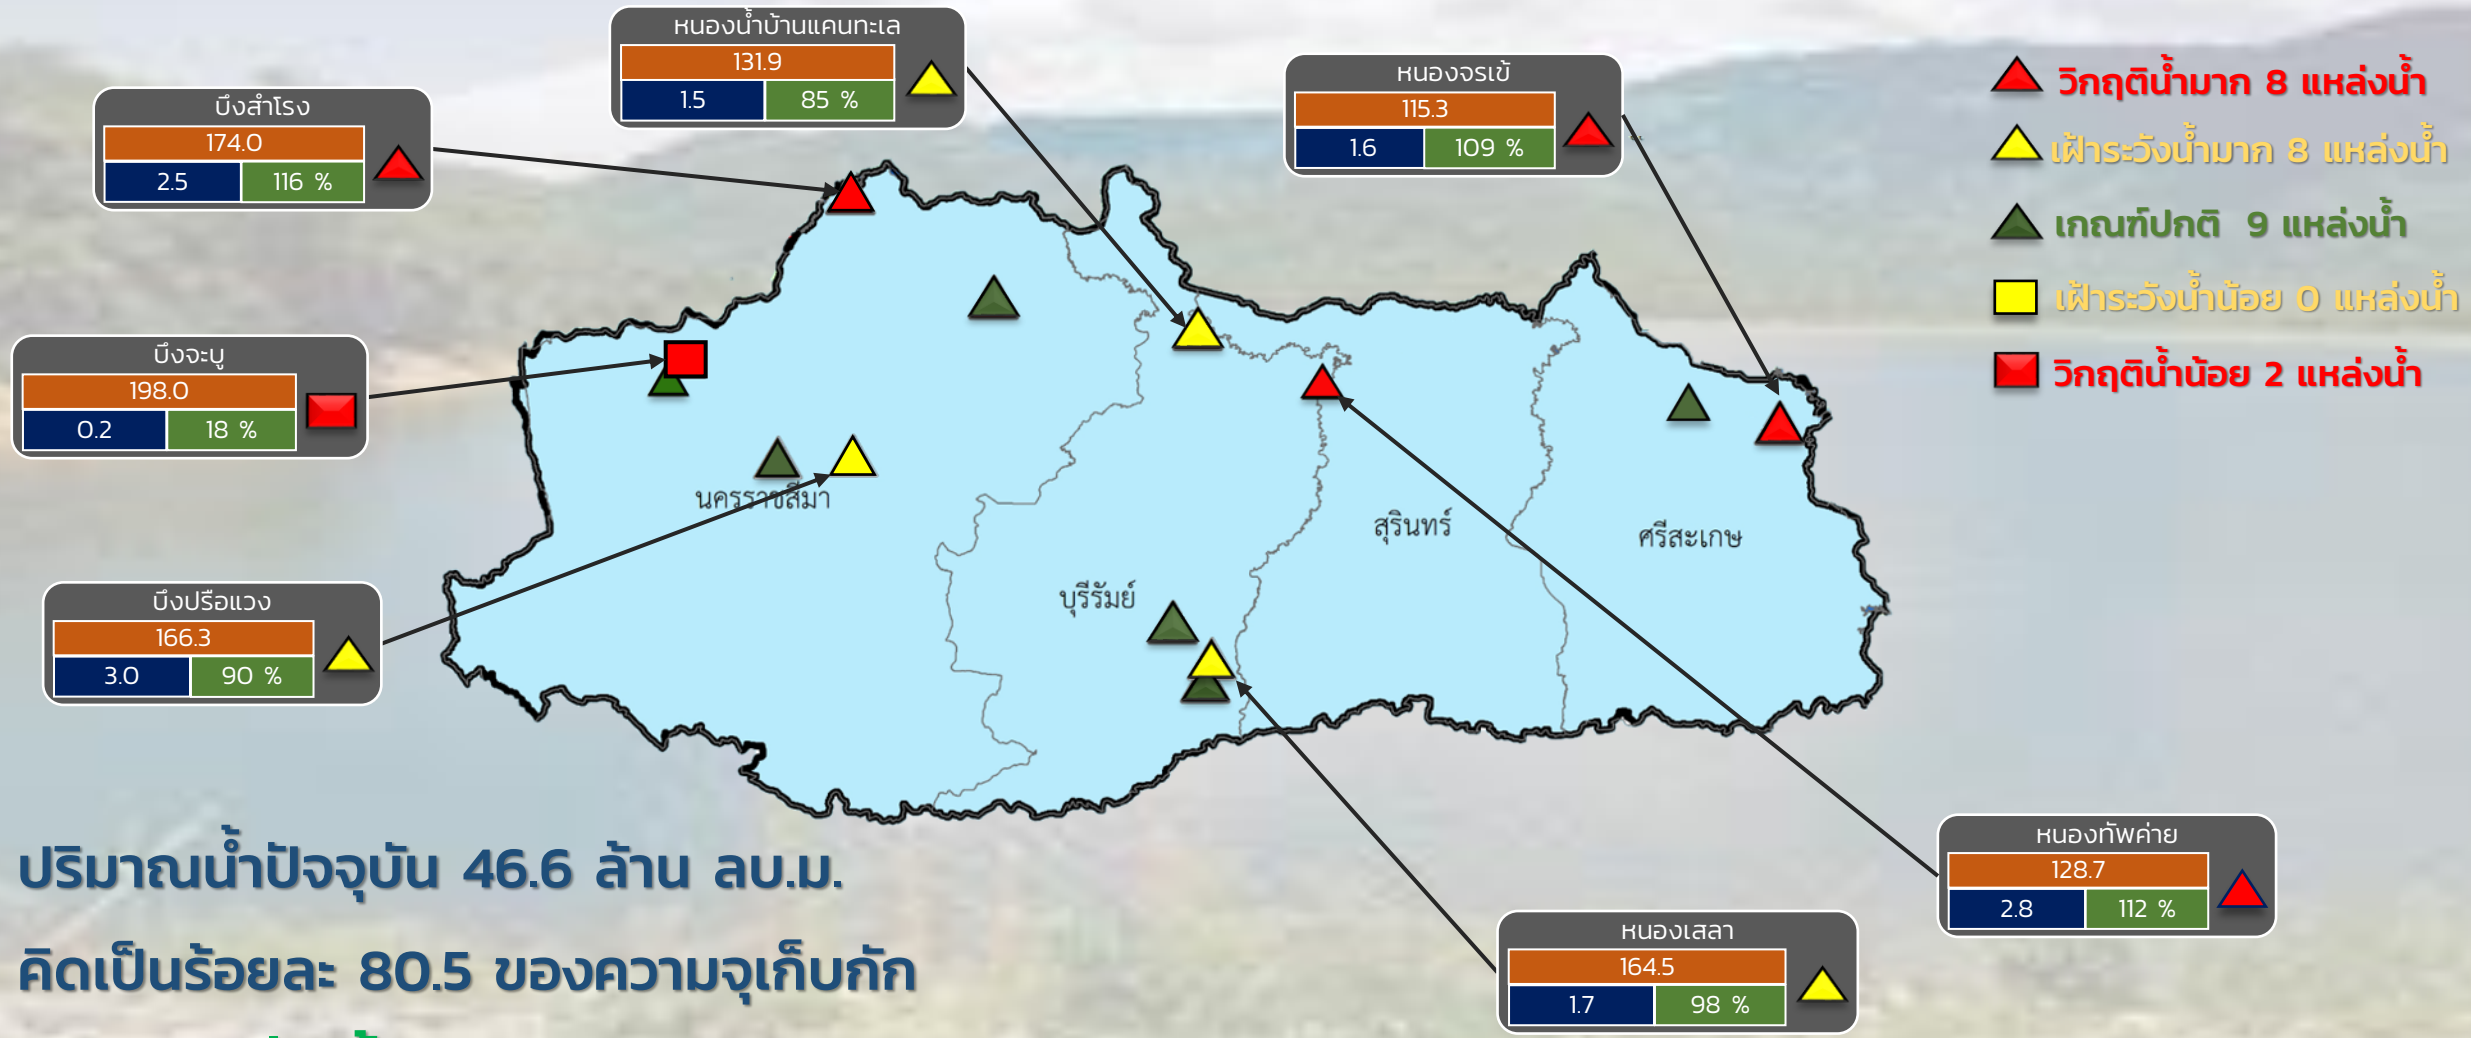 หนองน้ำบ้านแคนทะเล
131.9
1.5 85 %
หนองจรเข้
115.3
1.6 109 %
บึงสำโรง
174.0
2.5 116 %
วิกฤติน้ำมาก 8 แหล่งน้ำ
เฝ้าระวังน้ำมาก 8 แหล่งน้ำ
เกณฑ์ปกติ 9 แหล่งน้ำ
เฝ้าระวังน้ำน้อย 0 แหล่งน้ำ
วิกฤติน้ำน้อย 2 แหล่งน้ำ
บึงจะบู
198.0
0.2 18 %
นครราชสีมา
สุรินทร์
ศรีสะเกษ
บุรีรัมย์
บึงปรือแวง
166.3
3.0 90 %
หนองทัพค่าย
128.7
2.8 112 %
หนองเสลา
164.5
1.7 98 %
ปริมาณน้ำปัจจุบัน 46.6 ล้าน ลบ.ม.
คิดเป็นร้อยละ 80.5 ของความจุเก็บกัก